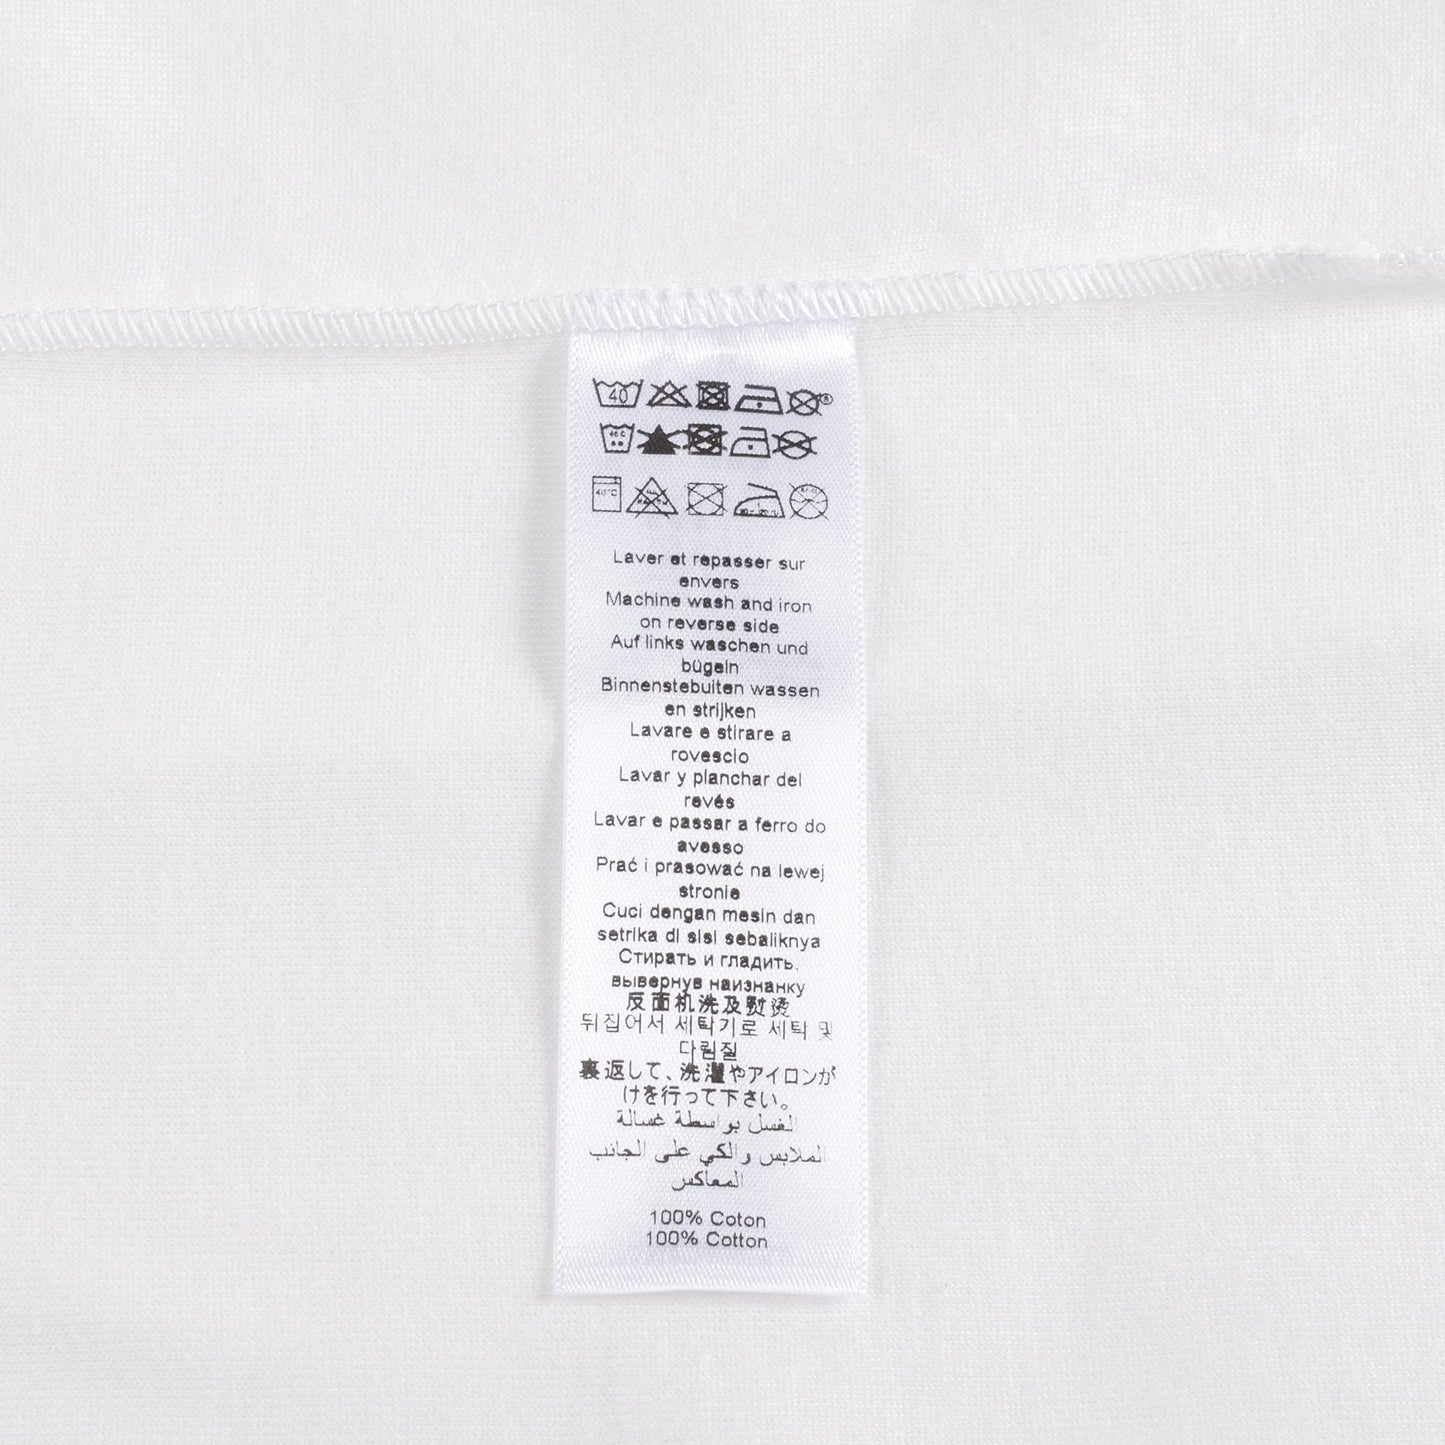 40
®
40 C
40°C
Laver et repasser sur
envers
Machine wash and iron
on reverse side
Auf links waschen und
bügeln
Binnenstebuiten wassen
en strijken
Lavare e stirare a
rovescio
Lavar y planchar del
revés
Lavar e passar a ferro do
avesso
Prać i prasować na lewej
stronie
Cuci dengan mesin dan
setrika di sisi sebaliknya
Стирать и гладить,
вывернув наизнанку
反面机洗及熨烫
뒤집어서 세탁기로 세탁 및
다림질
裏返して、洗濯やアイロンが
けを行って下さい。
الغسل بواسطة غسالة
الملابس والكي على الجانب
المعاكس
100% Coton
100% Cotton